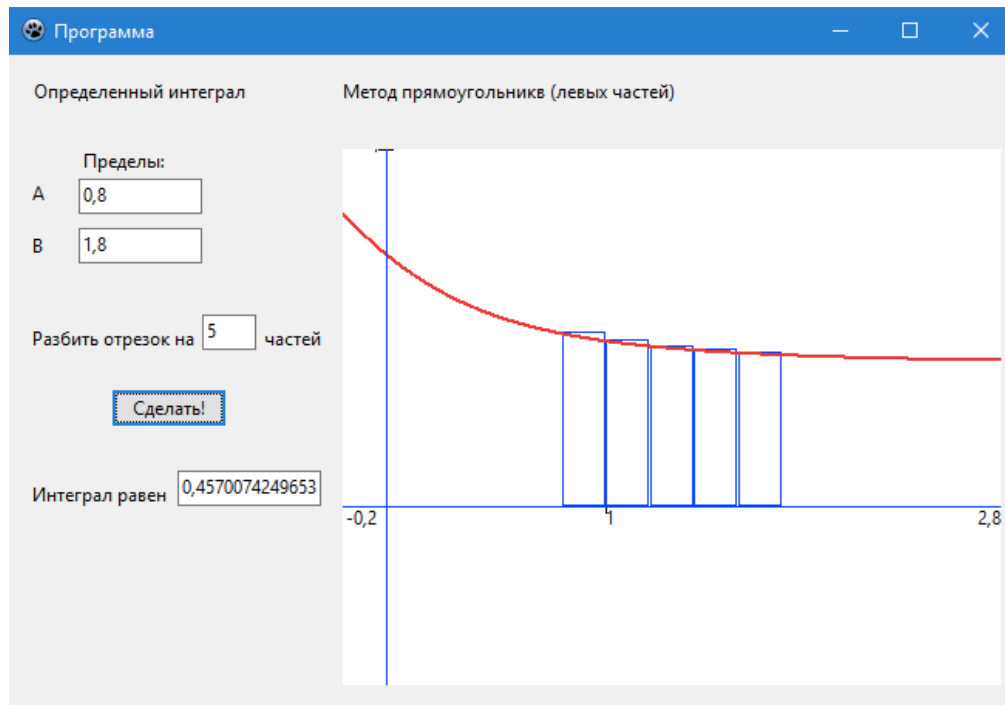 Программа
Определенный интеграл
Метод прямоугольникв (левых частей)
Пределы:
A 0,8
B 1,8
Разбить отрезок на 5 частей
Сделать!
Интеграл равен 0,4570074249653
-0,2 1 2,8